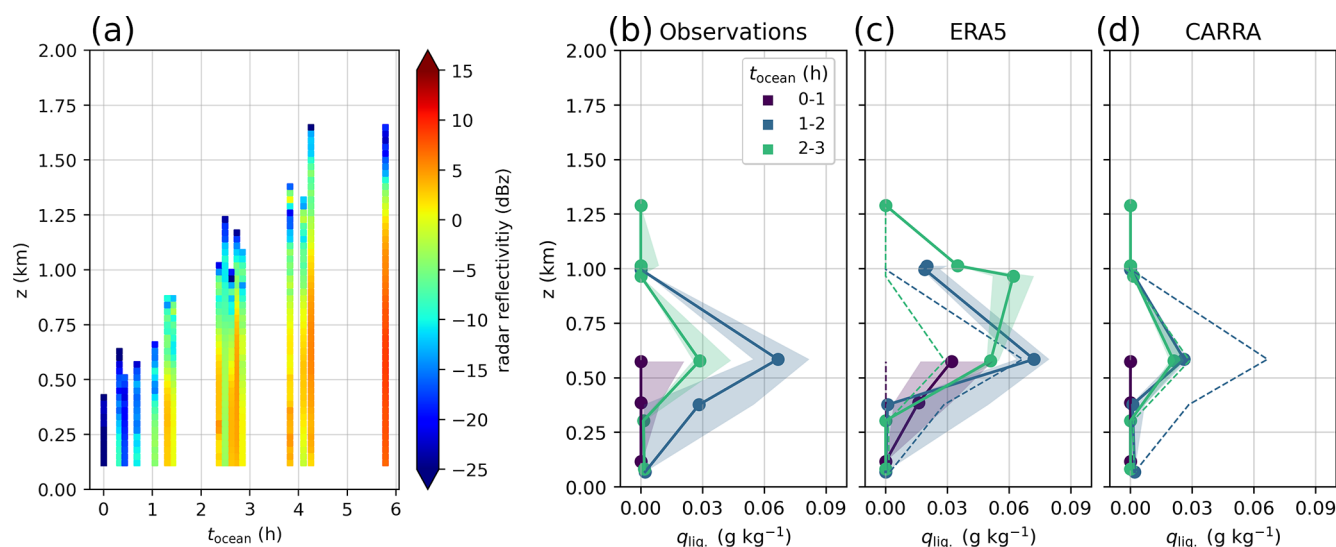 (a)
2.00
1.75
1.50
1.25
1.00
0.75
0.50
0.25
0.00
z (km)
0 1 2 3 4 5 6
t_ocean (h)
15
10
5
0
−5
−10
−15
−20
−25
radar reflectivitiy (dBz)
(b) Observations
2.00
1.75
1.50
1.25
1.00
0.75
0.50
0.25
0.00
z (km)
t_ocean (h)
0-1
1-2
2-3
0.00 0.03 0.06 0.09
q_liq. (g kg⁻¹)
(c) ERA5
0.00 0.03 0.06 0.09
q_liq. (g kg⁻¹)
(d) CARRA
0.00 0.03 0.06 0.09
q_liq. (g kg⁻¹)